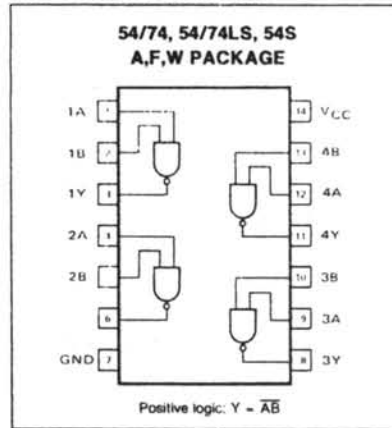 54/74, 54/74LS, 54S
A,F,W PACKAGE
1A 1 14 VCC
1B 2 13 4B
1Y 3 12 4A
2A 4 11 4Y
2B 10 3B
6 9 3A
GND 7 8 3Y
Positive logic: Y = \overline{AB}